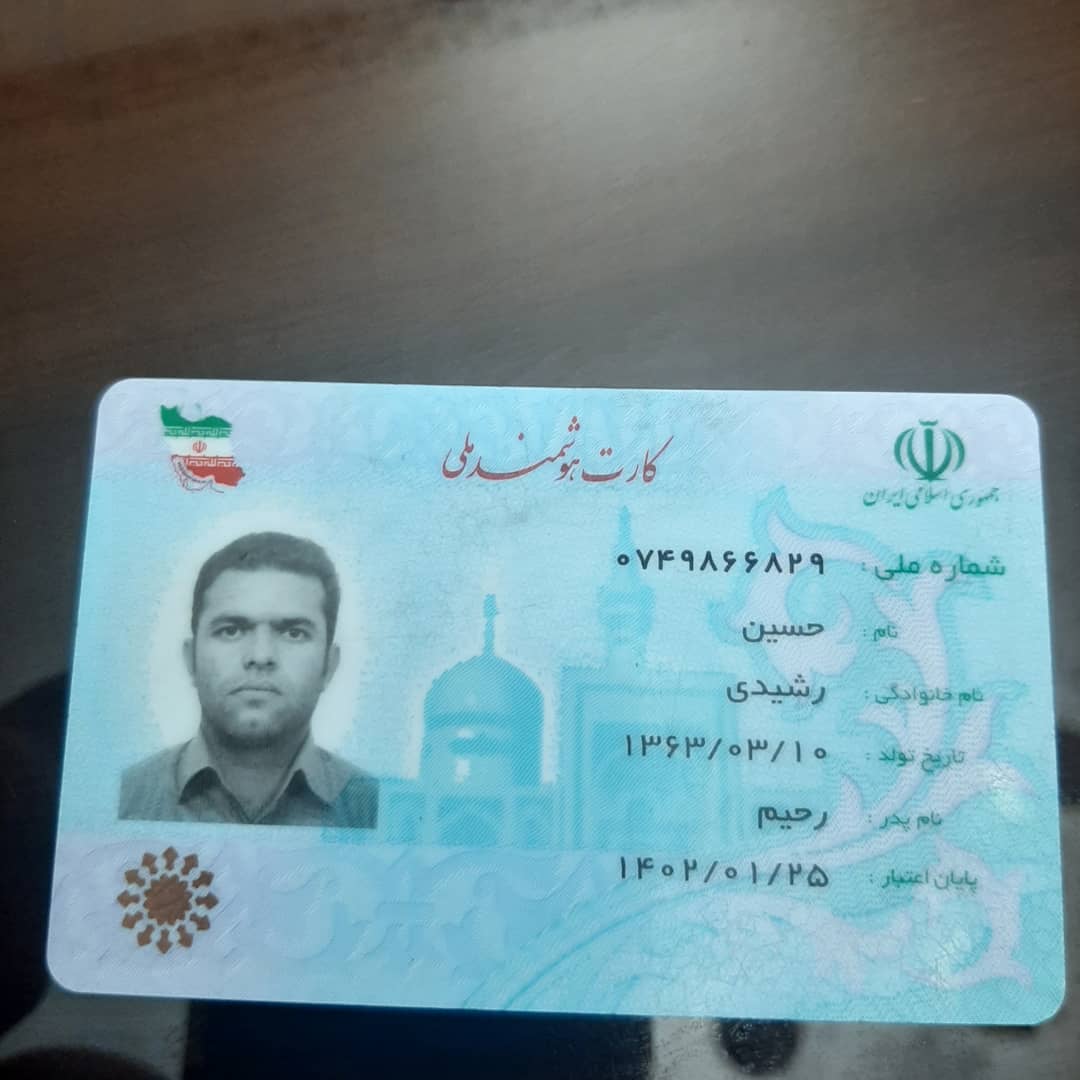 جمهوری اسلامی ایران
کارت هوشمند ملی
شماره ملی : ۰۷۴۹۸۶۶۸۲۹
نام : حسین
نام خانوادگی : رشیدی
تاریخ تولد : ۱۳۶۳/۰۳/۱۰
نام پدر : رحیم
پایان اعتبار : ۱۴۰۲/۰۱/۲۵